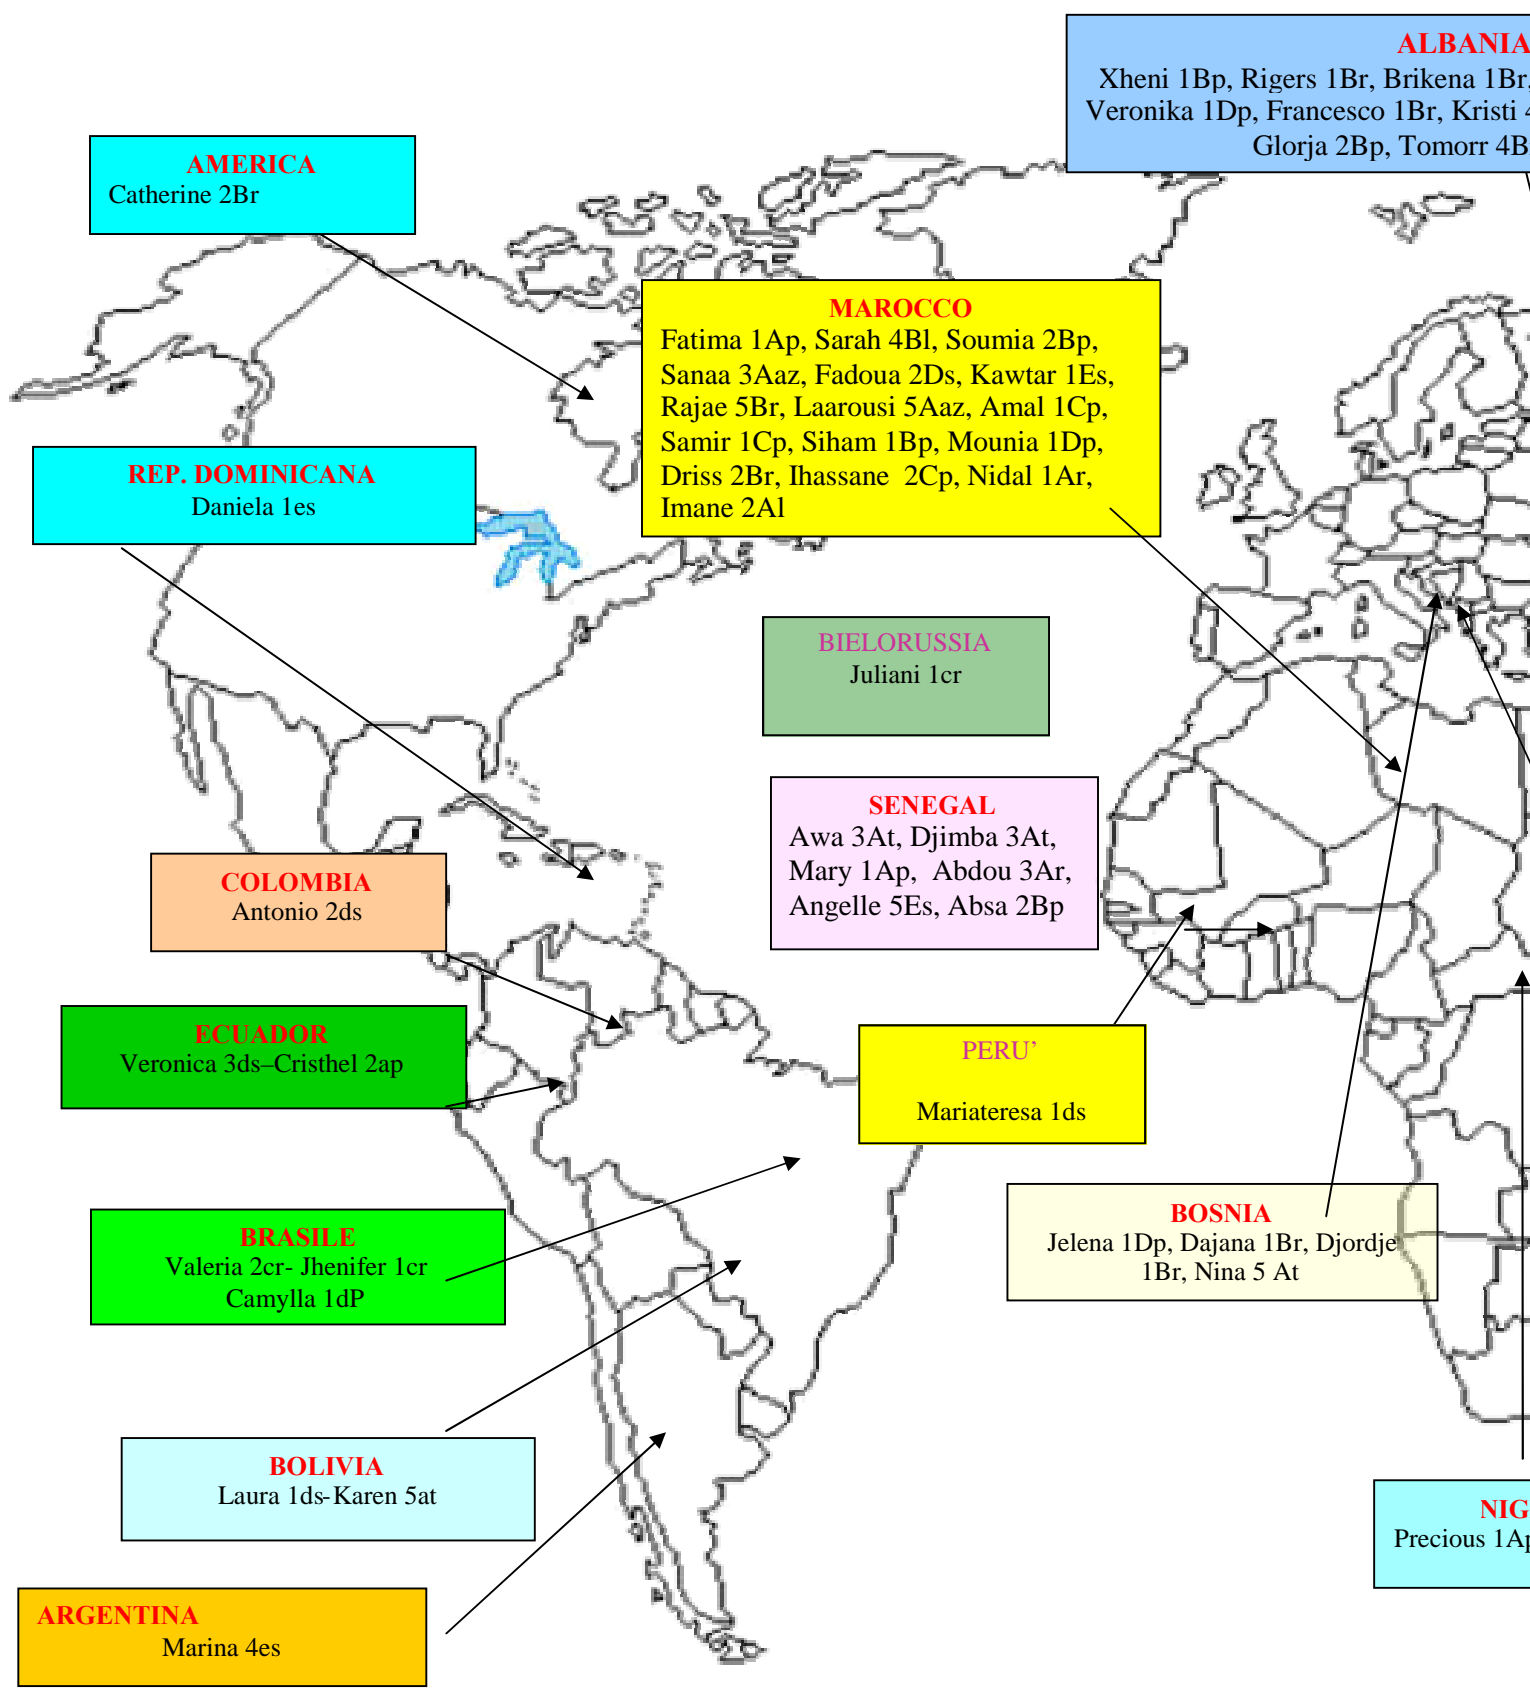 ALBANIA
Xheni 1Bp, Rigers 1Br, Brikena 1Br,
Veronika 1Dp, Francesco 1Br, Kristi 4
Glorja 2Bp, Tomorr 4B
AMERICA
Catherine 2Br
MAROCCO
Fatima 1Ap, Sarah 4Bl, Soumia 2Bp,
Sanaa 3Aaz, Fadoua 2Ds, Kawtar 1Es,
Rajae 5Br, Laarousi 5Aaz, Amal 1Cp,
Samir 1Cp, Siham 1Bp, Mounia 1Dp,
Driss 2Br, Ihassane  2Cp, Nidal 1Ar,
Imane 2Al
REP. DOMINICANA
Daniela 1es
BIELORUSSIA
Juliani 1cr
SENEGAL
Awa 3At, Djimba 3At,
Mary 1Ap,  Abdou 3Ar,
Angelle 5Es, Absa 2Bp
COLOMBIA
Antonio 2ds
ECUADOR
Veronica 3ds–Cristhel 2ap
PERU’
Mariateresa 1ds
BOSNIA
Jelena 1Dp, Dajana 1Br, Djordje
1Br, Nina 5 At
BRASILE
Valeria 2cr- Jhenifer 1cr
Camylla 1dP
BOLIVIA
Laura 1ds-Karen 5at
NIG
Precious 1Ap
ARGENTINA
Marina 4es